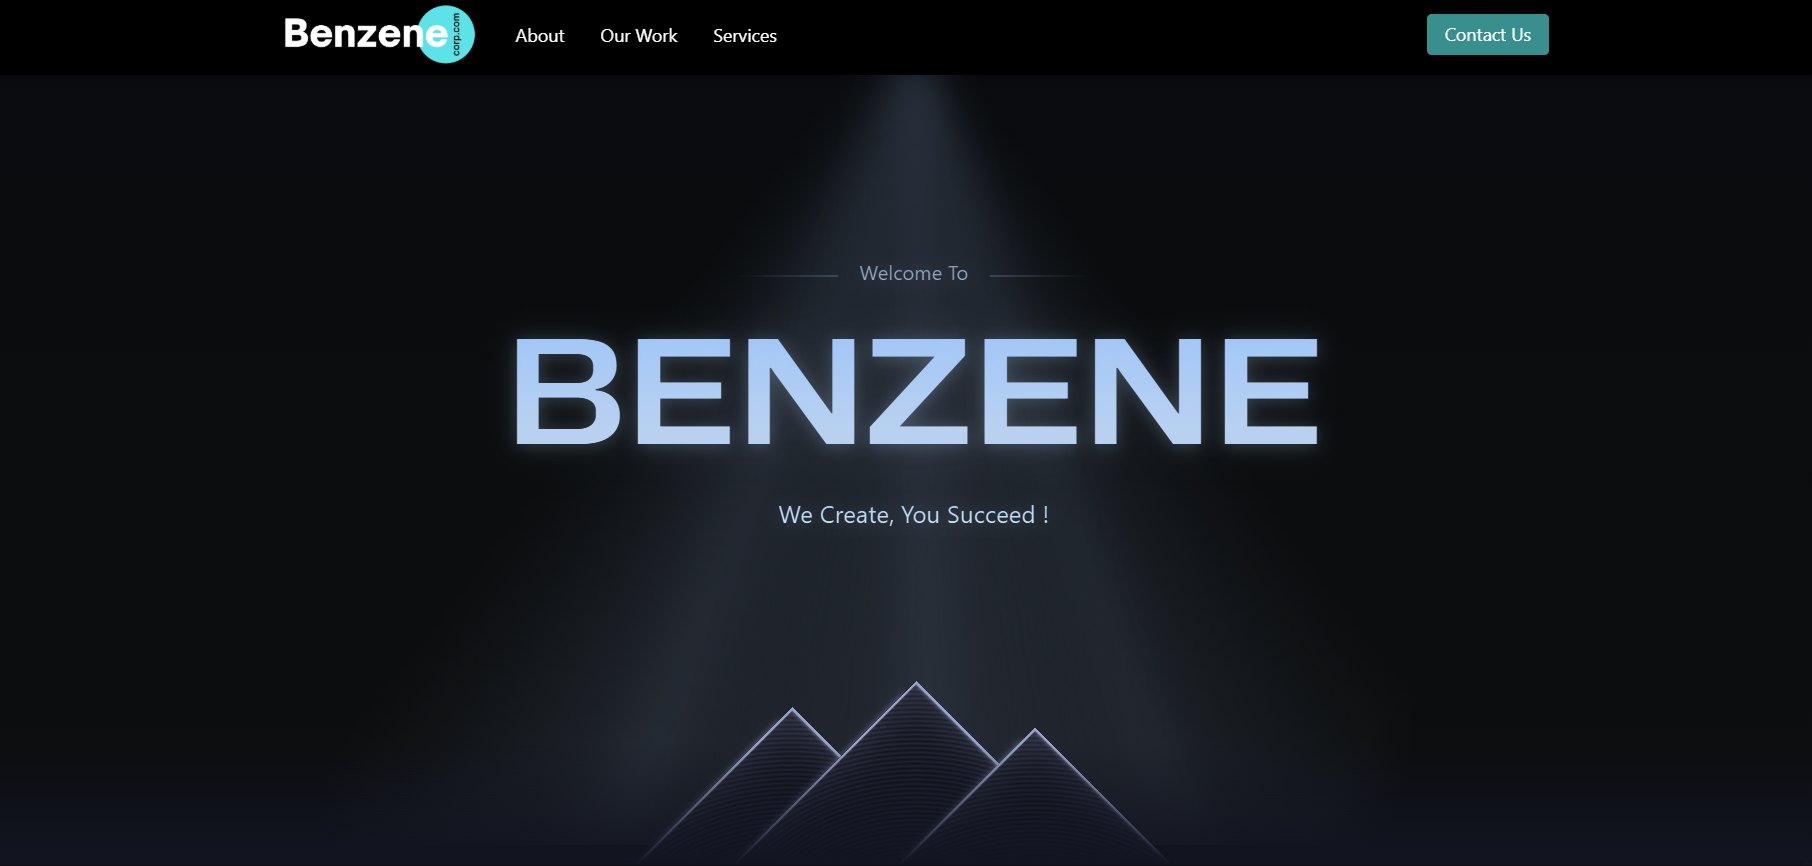 Benzene corp.com
About
Our Work
Services
Contact Us
Welcome To
BENZENE
We Create, You Succeed !